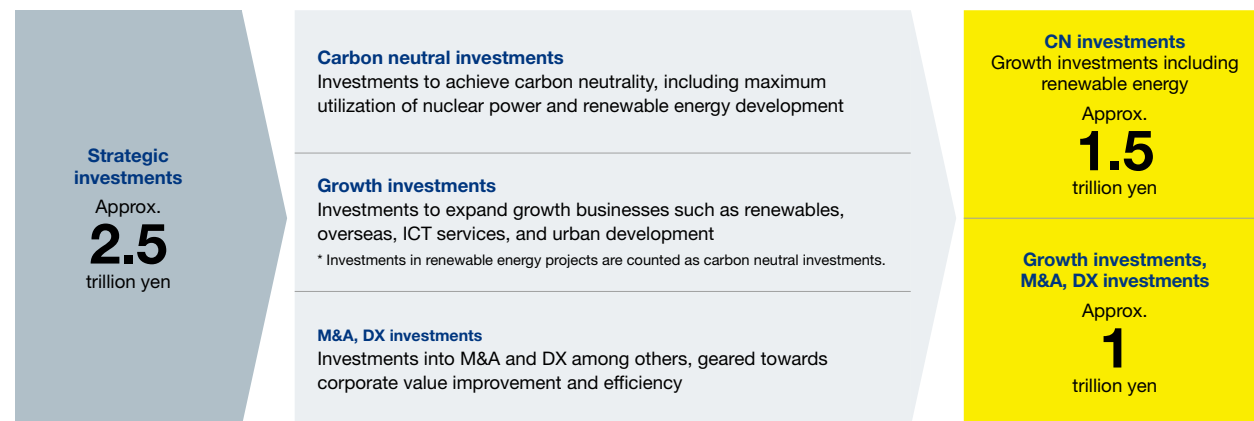 Strategic
investments
Approx.
2.5
trillion yen
Carbon neutral investments
Investments to achieve carbon neutrality, including maximum
utilization of nuclear power and renewable energy development
Growth investments
Investments to expand growth businesses such as renewables,
overseas, ICT services, and urban development
* Investments in renewable energy projects are counted as carbon neutral investments.
M&A, DX investments
Investments into M&A and DX among others, geared towards
corporate value improvement and efficiency
CN investments
Growth investments including
renewable energy
Approx.
1.5
trillion yen
Growth investments,
M&A, DX investments
Approx.
1
trillion yen